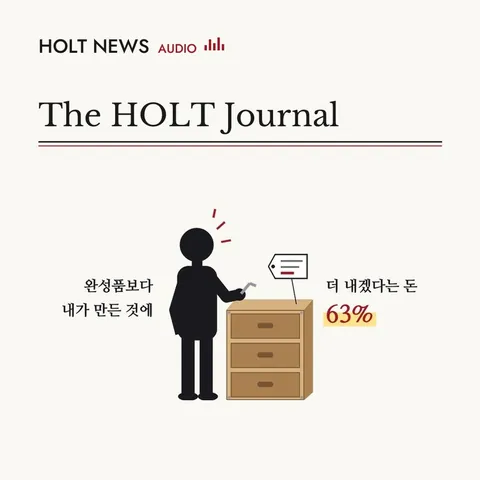 HOLT NEWS AUDIO
The HOLT Journal
완성품보다
내가 만든 것에
더 내겠다는 돈
63%